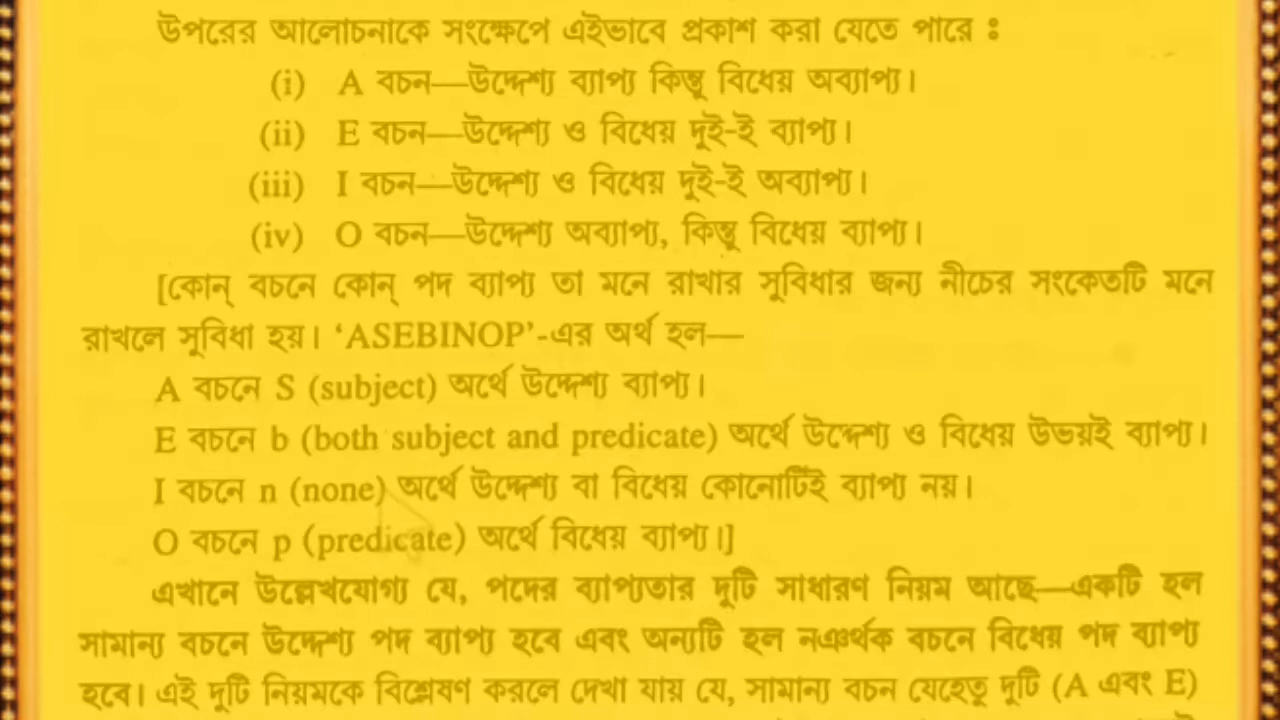 উপরের আলোচনাকে সংক্ষেপে এইভাবে প্রকাশ করা যেতে পারে ঃ
(i) A বচন—উদ্দেশ্য ব্যাপ্য কিন্তু বিধেয় অব্যাপ্য।
(ii) E বচন—উদ্দেশ্য ও বিধেয় দুই-ই ব্যাপ্য।
(iii) I বচন—উদ্দেশ্য ও বিধেয় দুই-ই অব্যাপ্য।
(iv) O বচন—উদ্দেশ্য অব্যাপ্য, কিন্তু বিধেয় ব্যাপ্য।
[কোন্ বচনে কোন্ পদ ব্যাপ্য তা মনে রাখার সুবিধার জন্য নীচের সংকেতটি মনে
রাখলে সুবিধা হয়। ‘ASEBINOP’-এর অর্থ হল—
A বচনে S (subject) অর্থে উদ্দেশ্য ব্যাপ্য।
E বচনে b (both subject and predicate) অর্থে উদ্দেশ্য ও বিধেয় উভয়ই ব্যাপ্য।
I বচনে n (none) অর্থে উদ্দেশ্য বা বিধেয় কোনোটিই ব্যাপ্য নয়।
O বচনে p (predicate) অর্থে বিধেয় ব্যাপ্য।]
এখানে উল্লেখযোগ্য যে, পদের ব্যাপ্যতার দুটি সাধারণ নিয়ম আছে—একটি হল
সামান্য বচনে উদ্দেশ্য পদ ব্যাপ্য হবে এবং অন্যটি হল নঞর্থক বচনে বিধেয় পদ ব্যাপ্য
হবে। এই দুটি নিয়মকে বিশ্লেষণ করলে দেখা যায় যে, সামান্য বচন যেহেতু দুটি (A এবং E)